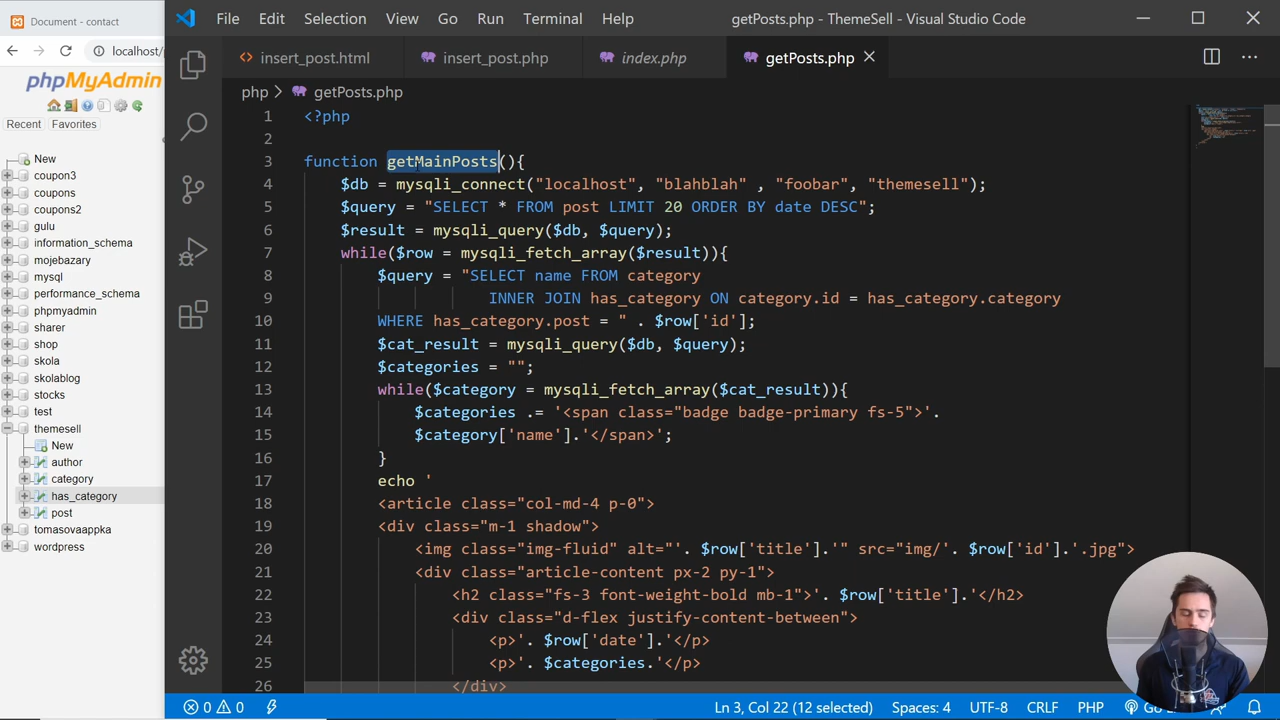 Document - contact
localhost/
phpMyAdmin
Recent Favorites
New
coupon3
coupons
coupons2
gulu
information_schema
mojebazary
mysql
performance_schema
phpmyadmin
sharer
shop
skola
skolablog
stocks
test
themesell
New
author
category
has_category
post
tomasovaappka
wordpress
File Edit Selection View Go Run Terminal Help getPosts.php - ThemeSell - Visual Studio Code
insert_post.html insert_post.php index.php getPosts.php
php > getPosts.php
1 <?php
2
3 function getMainPosts(){
4 $db = mysqli_connect("localhost", "blahblah" , "foobar", "themesell");
5 $query = "SELECT * FROM post LIMIT 20 ORDER BY date DESC";
6 $result = mysqli_query($db, $query);
7 while($row = mysqli_fetch_array($result)){
8 $query = "SELECT name FROM category
9 INNER JOIN has_category ON category.id = has_category.category
10 WHERE has_category.post = " . $row['id'];
11 $cat_result = mysqli_query($db, $query);
12 $categories = "";
13 while($category = mysqli_fetch_array($cat_result)){
14 $categories .= '<span class="badge badge-primary fs-5">'.
15 $category['name'].'</span>';
16 }
17 echo '
18 <article class="col-md-4 p-0">
19 <div class="m-1 shadow">
20 <img class="img-fluid" alt="'. $row['title'].'" src="img/'. $row['id'].'.jpg">
21 <div class="article-content px-2 py-1">
22 <h2 class="fs-3 font-weight-bold mb-1">'. $row['title'].'</h2>
23 <div class="d-flex justify-content-between">
24 <p>'. $row['date'].'</p>
25 <p>'. $categories.'</p>
26 </div>
0 0 Ln 3, Col 22 (12 selected) Spaces: 4 UTF-8 CRLF PHP Go